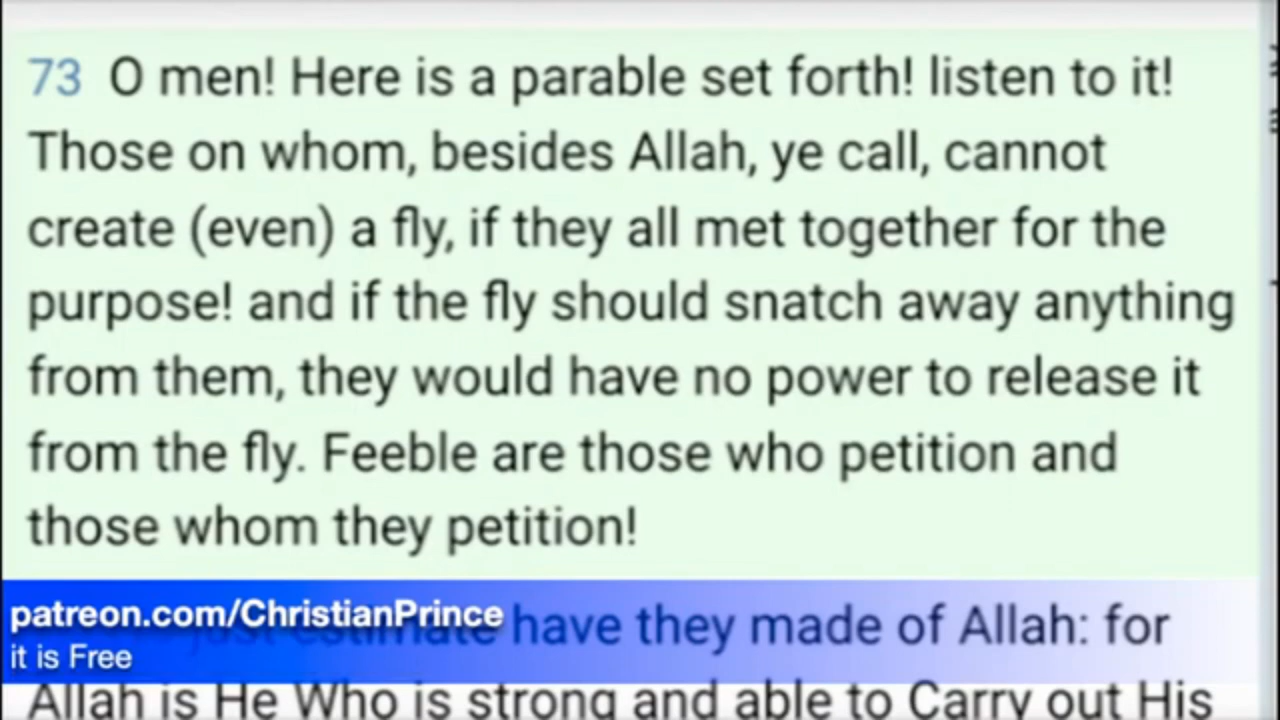 73 O men! Here is a parable set forth! listen to it!
Those on whom, besides Allah, ye call, cannot
create (even) a fly, if they all met together for the
purpose! and if the fly should snatch away anything
from them, they would have no power to release it
from the fly. Feeble are those who petition and
those whom they petition!
patreon.com/ChristianPrince
just estimate have they made of Allah: for
it is Free
Allah is He Who is strong and able to Carry out His